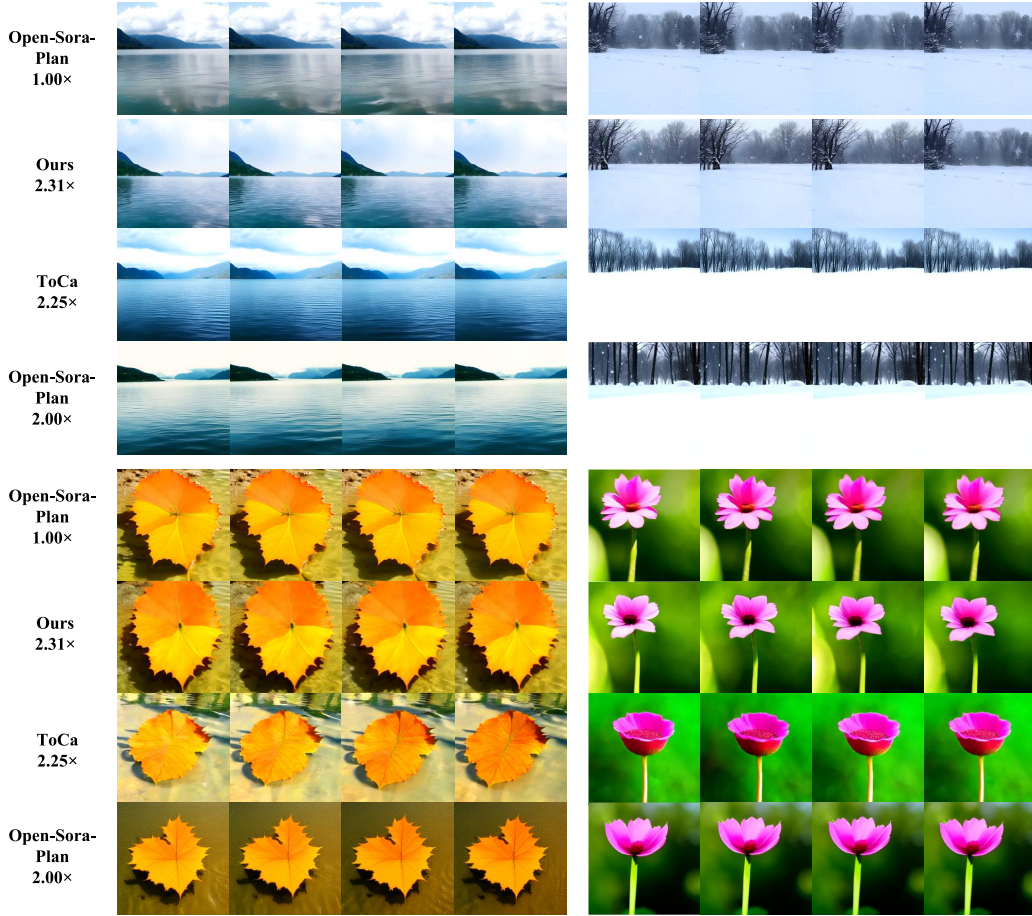 Open-Sora-
Plan
1.00×
Ours
2.31×
ToCa
2.25×
Open-Sora-
Plan
2.00×
Open-Sora-
Plan
1.00×
Ours
2.31×
ToCa
2.25×
Open-Sora-
Plan
2.00×